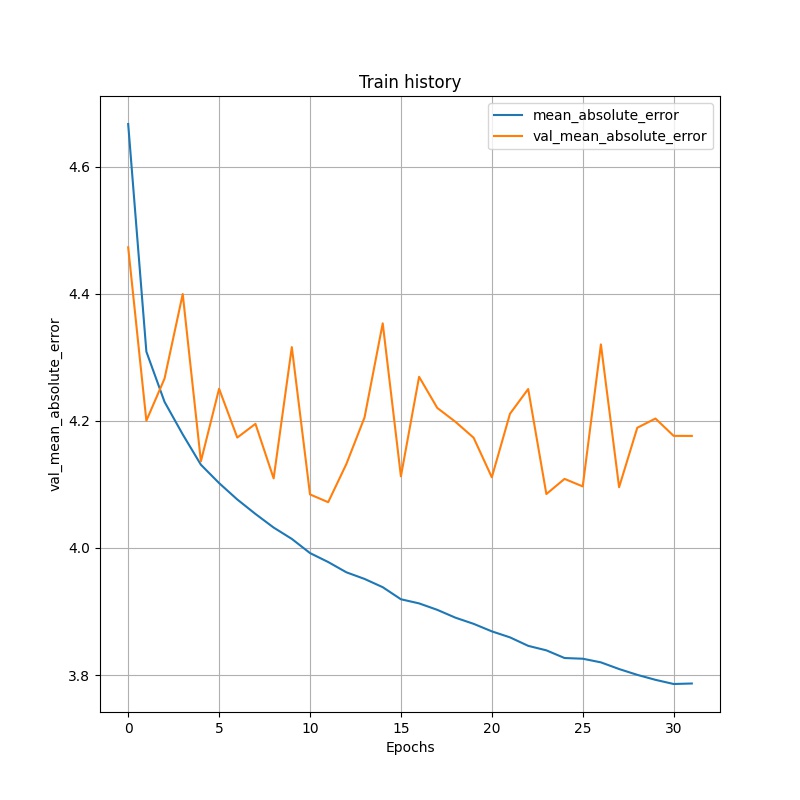 Train history
mean_absolute_error
val_mean_absolute_error
4.6
4.4
4.2
4.0
3.8
val_mean_absolute_error
0 5 10 15 20 25 30
Epochs